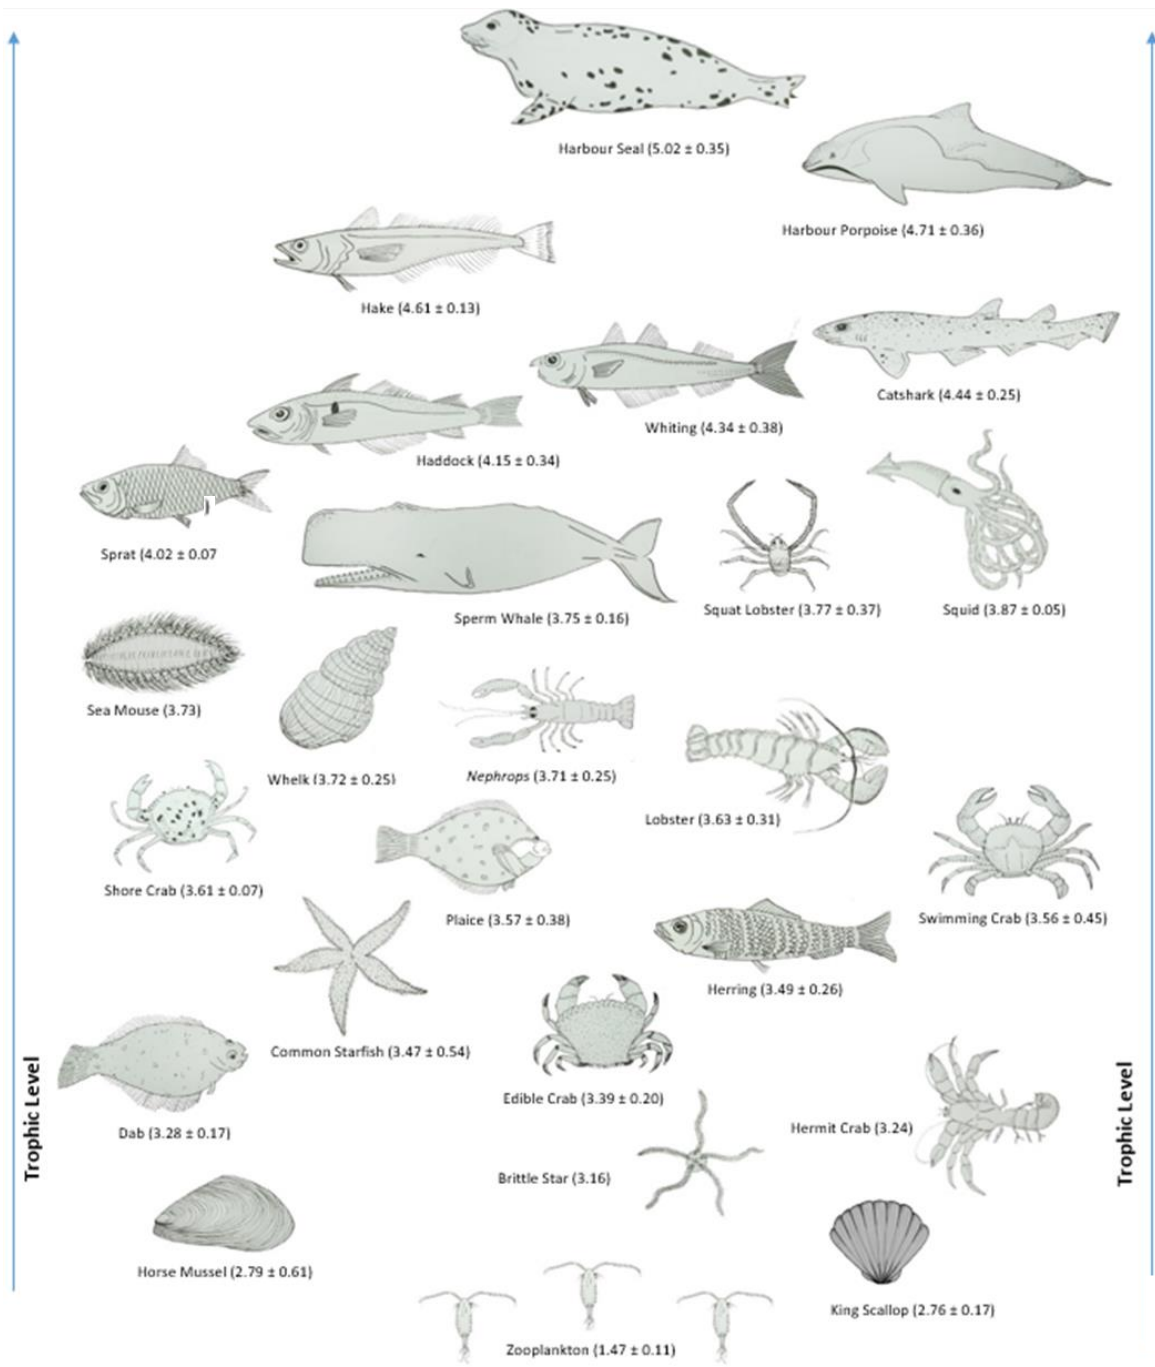 Harbour Seal (5.02 ± 0.35)
Harbour Porpoise (4.71 ± 0.36)
Hake (4.61 ± 0.13)
Catshark (4.44 ± 0.25)
Whiting (4.34 ± 0.38)
Haddock (4.15 ± 0.34)
Sprat (4.02 ± 0.07
Sperm Whale (3.75 ± 0.16)
Squat Lobster (3.77 ± 0.37)
Squid (3.87 ± 0.05)
Sea Mouse (3.73)
Whelk (3.72 ± 0.25)
Nephrops (3.71 ± 0.25)
Lobster (3.63 ± 0.31)
Shore Crab (3.61 ± 0.07)
Plaice (3.57 ± 0.38)
Swimming Crab (3.56 ± 0.45)
Herring (3.49 ± 0.26)
Common Starfish (3.47 ± 0.54)
Edible Crab (3.39 ± 0.20)
Dab (3.28 ± 0.17)
Hermit Crab (3.24)
Brittle Star (3.16)
Horse Mussel (2.79 ± 0.61)
King Scallop (2.76 ± 0.17)
Zooplankton (1.47 ± 0.11)
Trophic Level
Trophic Level